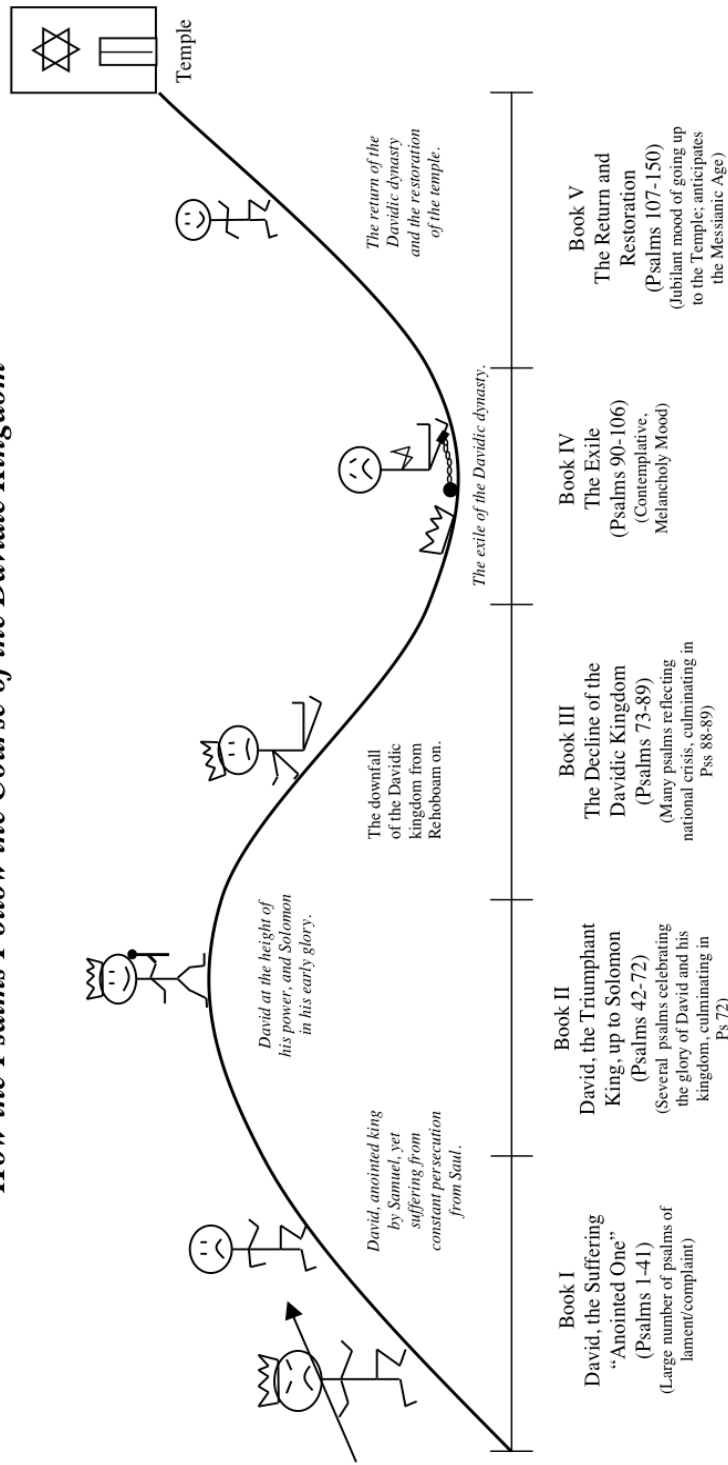 How the Psalms Follow the Course of the Davidic Kingdom
Temple
David, anointed king
by Samuel, yet
suffering from
constant persecution
from Saul.
David at the height of
his power, and Solomon
in his early glory.
The downfall
of the Davidic
kingdom from
Rehoboam on.
The exile of the Davidic dynasty.
The return of the
Davidic dynasty
and the restoration
of the temple.
Book I
David, the Suffering
“Anointed One”
(Psalms 1-41)
(Large number of psalms of
lament/complaint)
Book II
David, the Triumphant
King, up to Solomon
(Psalms 42-72)
(Several psalms celebrating
the glory of David and his
kingdom, culminating in
Ps 72)
Book III
The Decline of the
Davidic Kingdom
(Psalms 73-89)
(Many psalms reflecting
national crisis, culminating in
Pss 88-89)
Book IV
The Exile
(Psalms 90-106)
(Contemplative,
Melancholy Mood)
Book V
The Return and
Restoration
(Psalms 107-150)
(Jubilant mood of going up
to the Temple; anticipates
the Messianic Age)